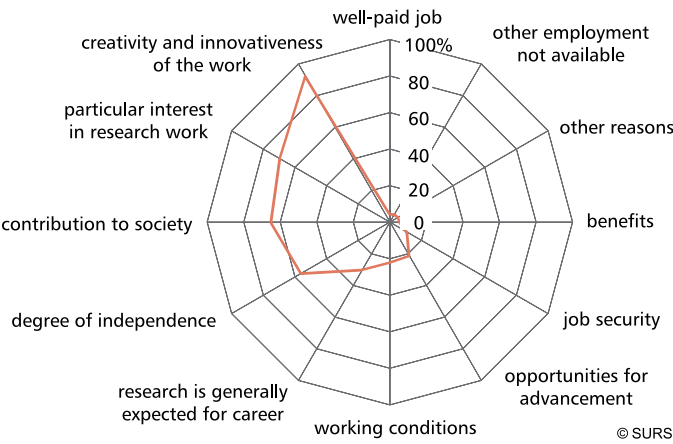 well-paid job
other employment
not available
other reasons
benefits
job security
opportunities for
advancement
working conditions
research is generally
expected for career
degree of independence
contribution to society
particular interest
in research work
creativity and innovativeness
of the work
100%
80
60
40
20
0
© SURS